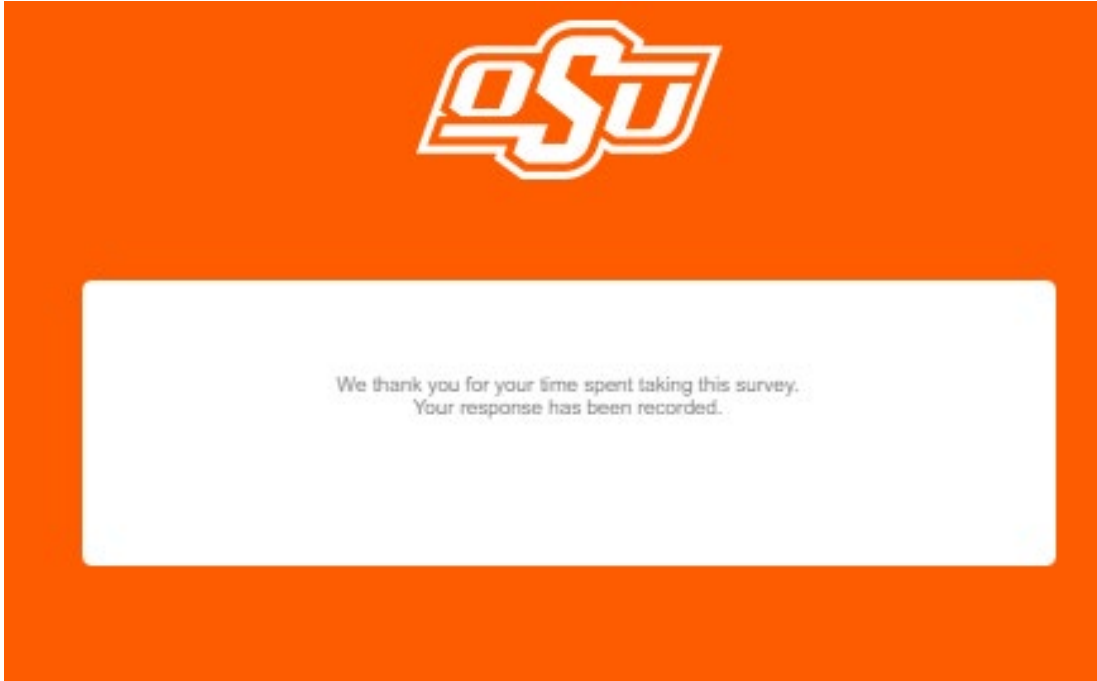 OSU
We thank you for your time spent taking this survey.
Your response has been recorded.